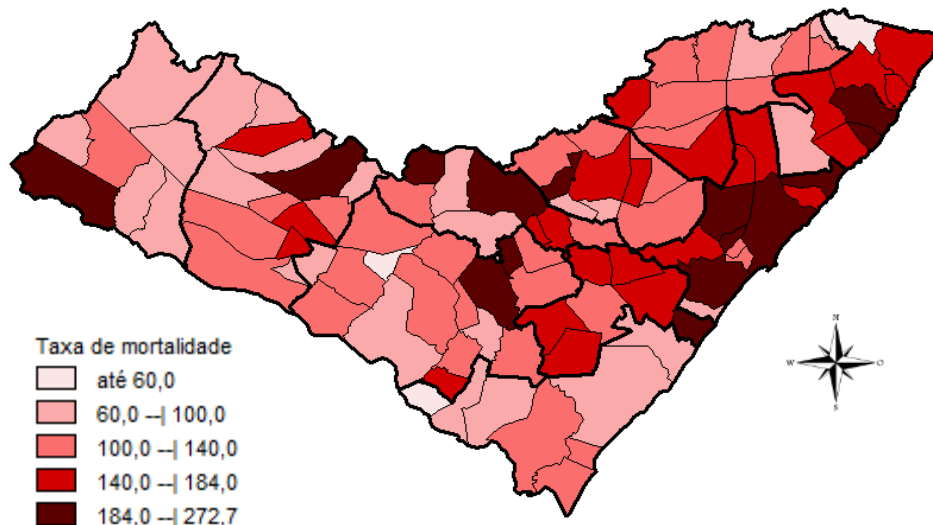 Taxa de mortalidade
até 60,0
60,0 --| 100,0
100,0 --| 140,0
140,0 --| 184,0
184,0 --| 272,7
N
W
O
S